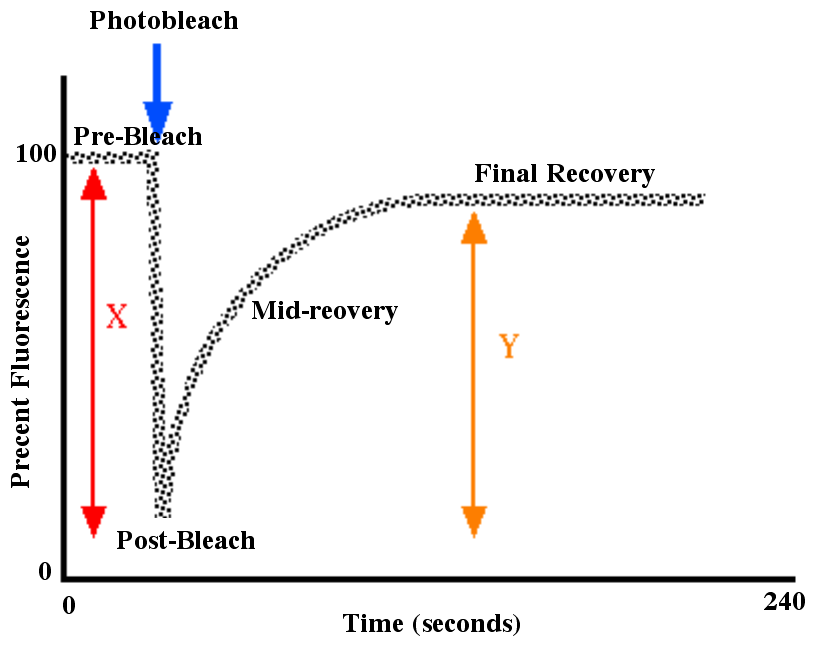 Photobleach
Pre-Bleach
100
Final Recovery
X
Mid-reovery
Y
Precent Fluorescence
Post-Bleach
0
0
240
Time (seconds)